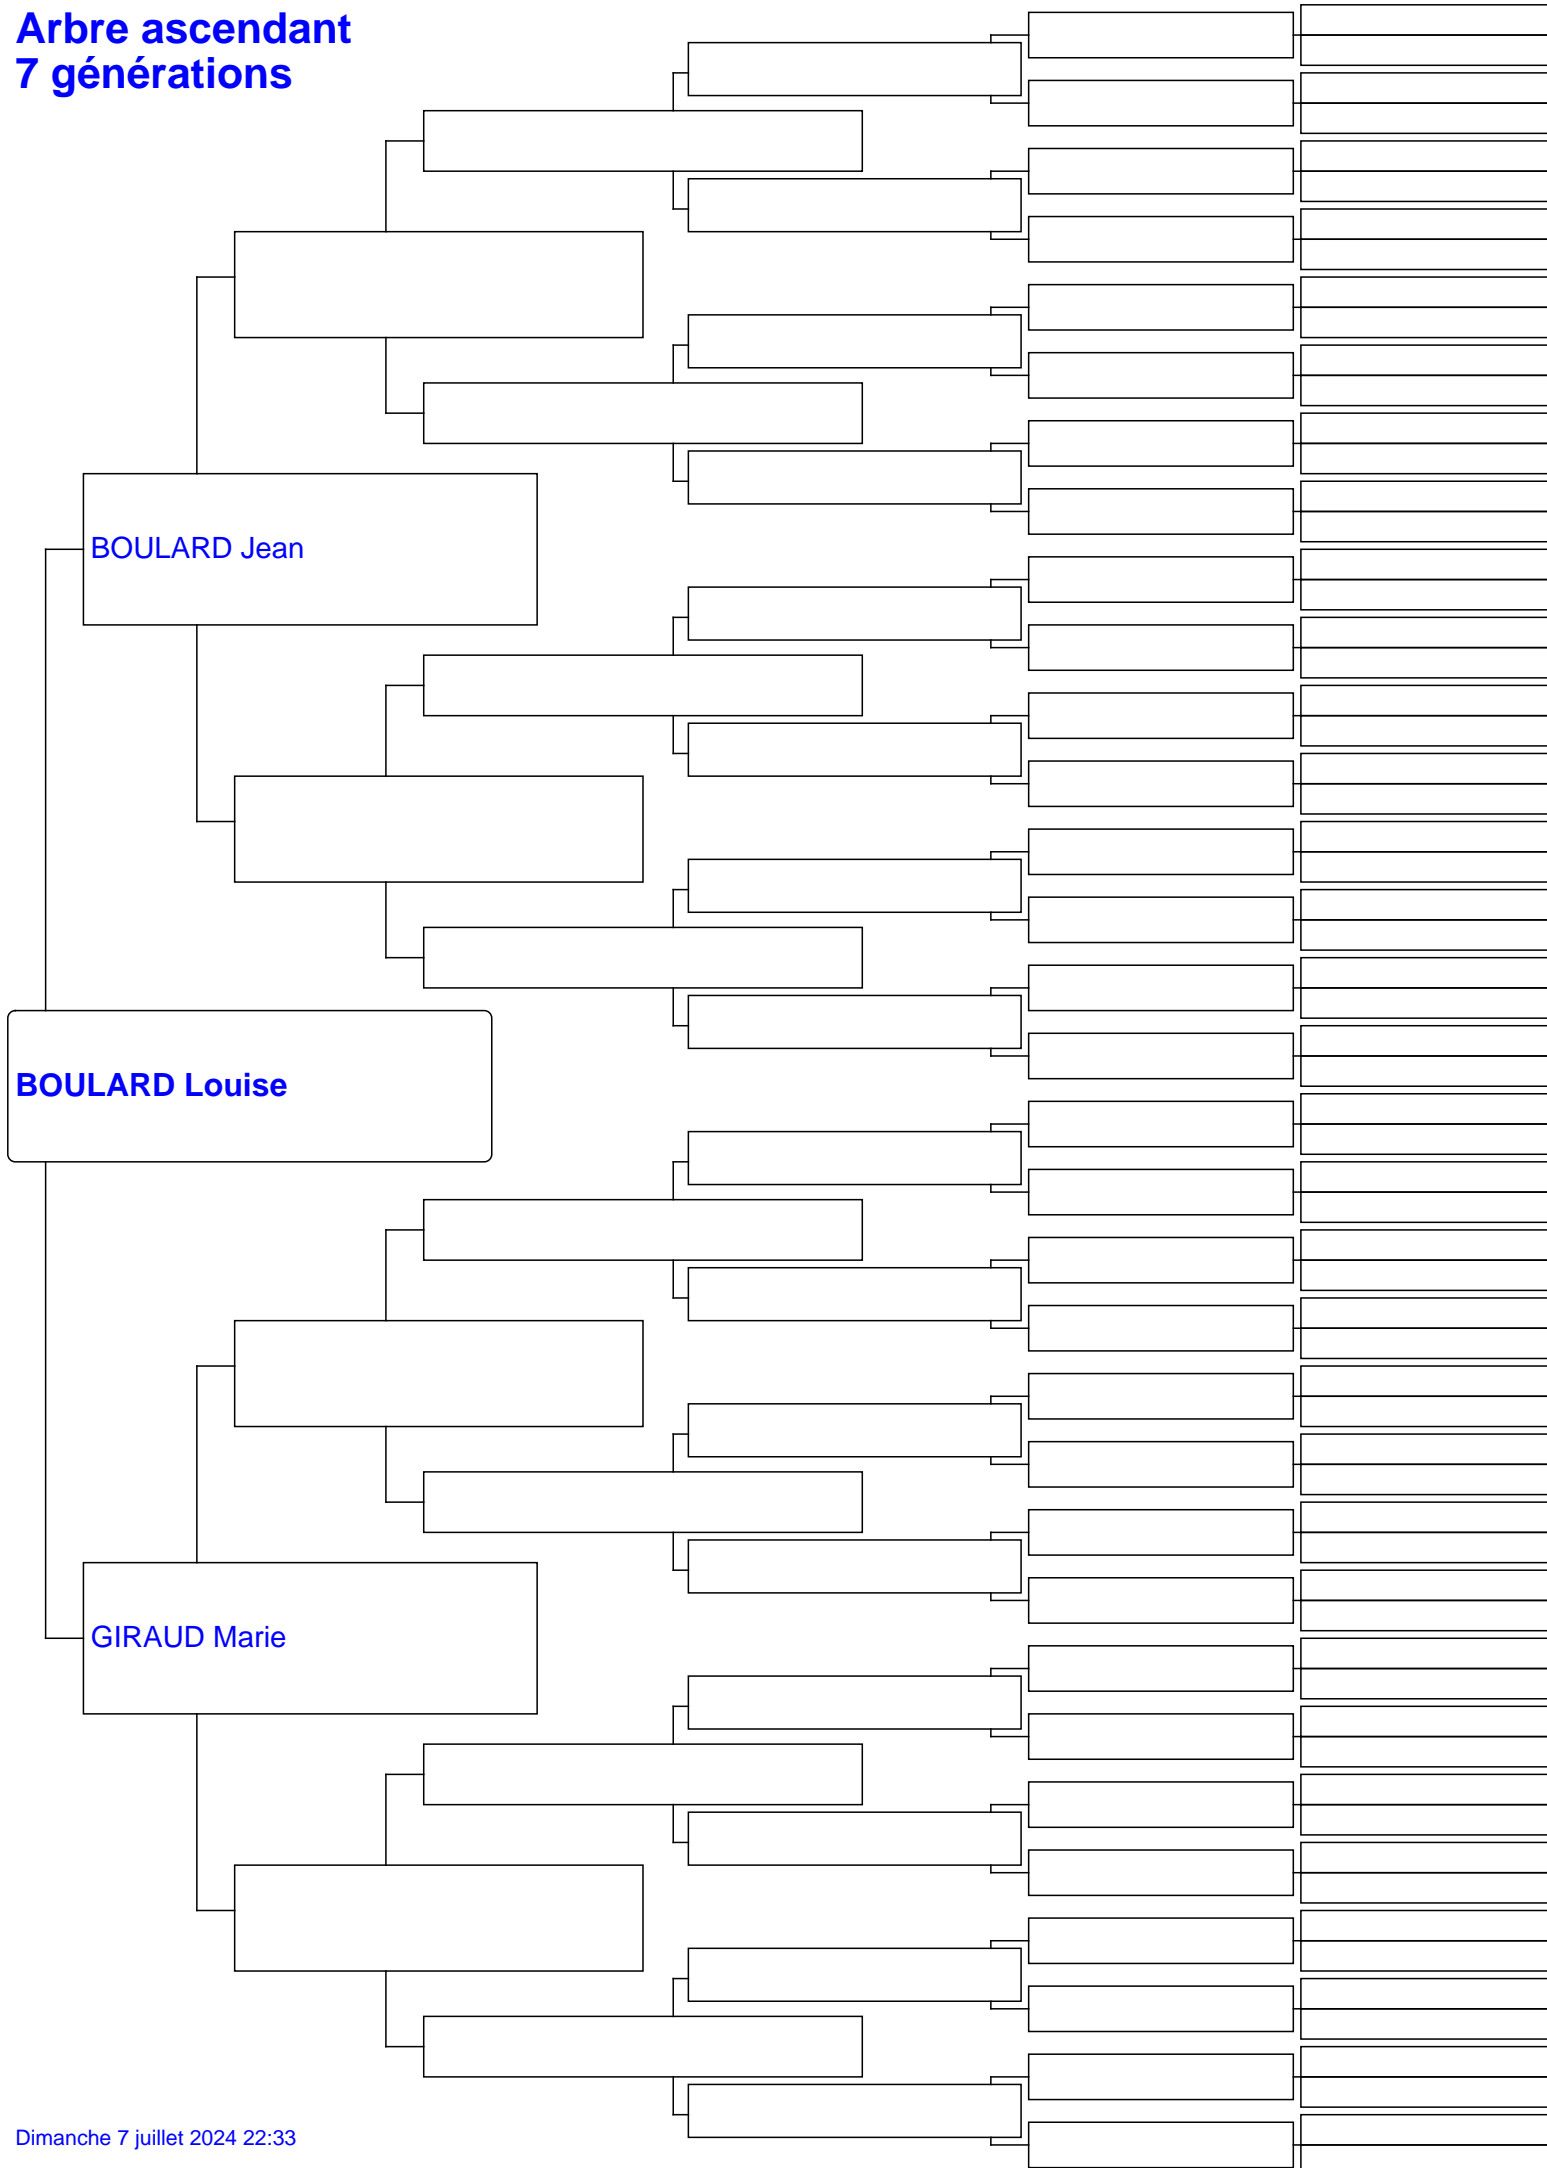 Arbre ascendant
7 générations
BOULARD Jean
BOULARD Louise
GIRAUD Marie
Dimanche 7 juillet 2024 22:33